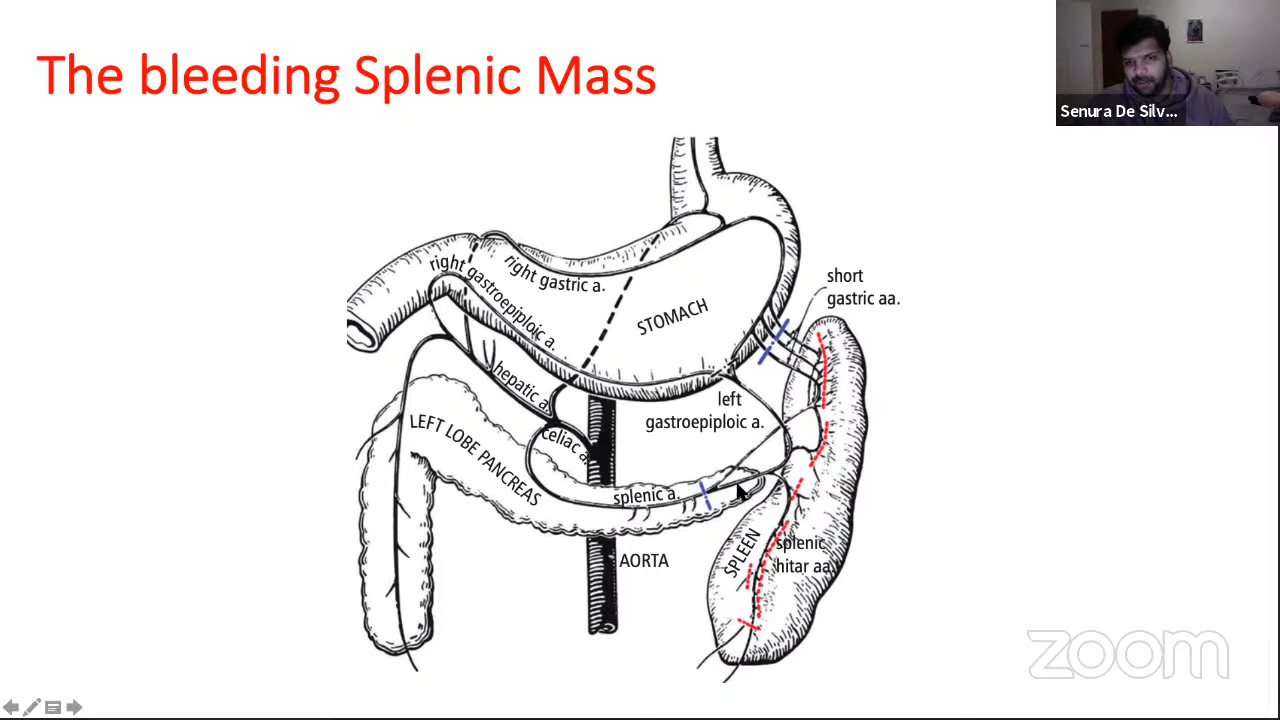 The bleeding Splenic Mass
Senura De Silv...
short
gastric aa.
right gastric a.
right gastroepiploic a.
STOMACH
hepatic a.
left
gastroepiploic a.
celiac a.
LEFT LOBE PANCREAS
splenic a.
AORTA
SPLEEN
splenic
hitar aa.
zoom